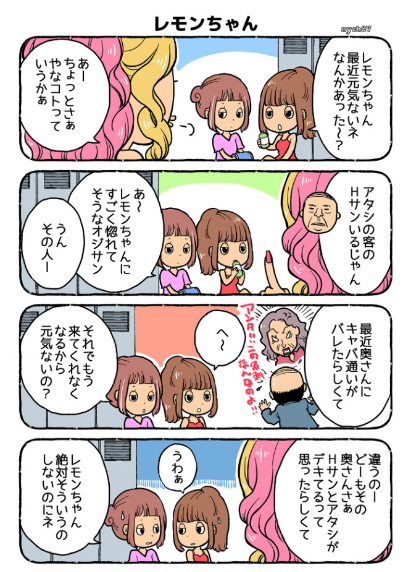 レモンちゃん
nych27
レモンちゃん
最近元気ないネ
なんかあった～？
あー
ちょっとさぁ
やなコトって
いうかぁ
アタシの客の
Hサンいるじゃん
あ～
レモンちゃんに
すごく惚れて
そうなオジサン
うん
その人ー
最近奥さんに
キャバ通いが
バレたらしくて
アンタ!!この名刺
なんなのよ!!
へ～
それでもう
来てくれなく
なるから
元気ないの？
違うのー
どーもその
奥さんさぁ
Hサンとアタシが
デキてるって
思ったらしくて
うわぁ
レモンちゃん
絶対そういうの
しないのにネ